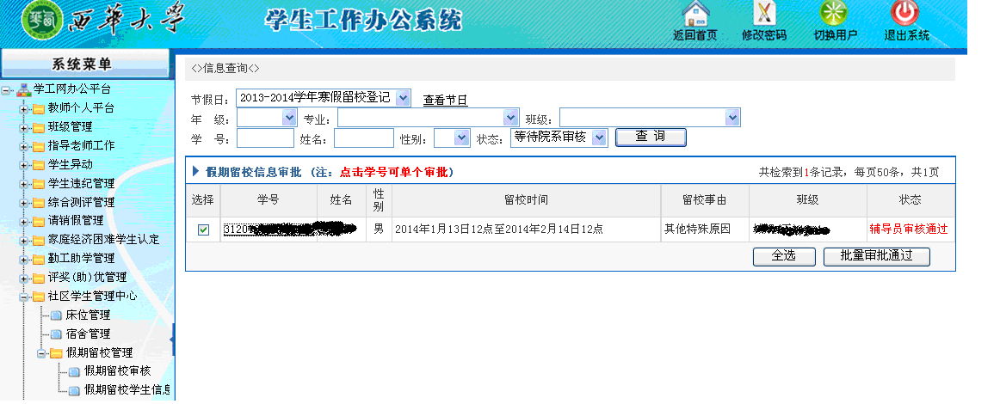 西华大学 学生工作办公系统 返回首页 修改密码 切换用户 退出系统
系统菜单
学工网办公平台
教师个人平台
班级管理
指导老师工作
学生异动
学生违纪管理
综合测评管理
请销假管理
家庭经济困难学生认定
勤工助学管理
评奖(助)优管理
社区学生管理中心
床位管理
宿舍管理
假期留校管理
假期留校审核
假期留校学生信息
<>信息查询<>
节假日: 2013-2014学年寒假留校登记 查看节日
年 级: 专业: 班级:
学 号: 姓名: 性别: 状态: 等待院系审核 查 询
假期留校信息审批 (注: 点击学号可单个审批) 共检索到1条记录,每页50条,共1页
选择 学号 姓名 性别 留校时间 留校事由 班级 状态
3120 男 2014年1月13日12点至2014年2月14日12点 其他特殊原因 辅导员审核通过
全选 批量审批通过